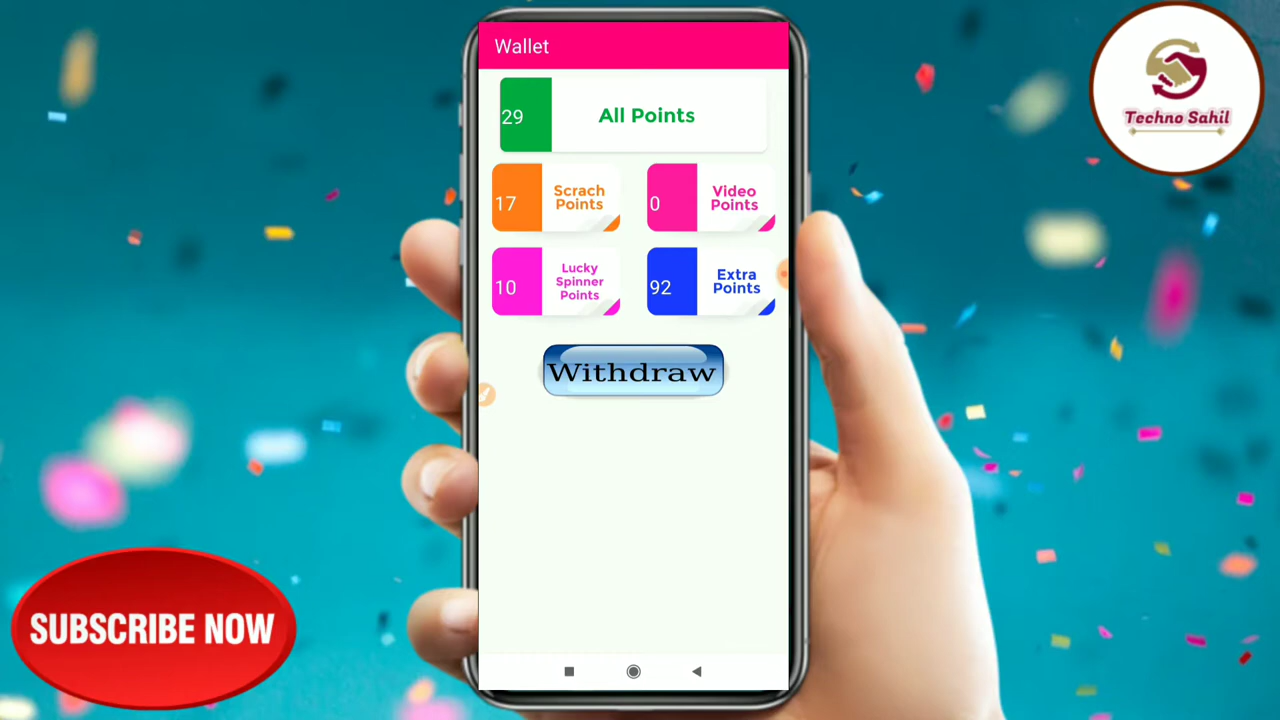 Wallet
29
All Points
17
Scrach
Points
0
Video
Points
10
Lucky
Spinner
Points
92
Extra
Points
Withdraw
Techno Sahil
SUBSCRIBE NOW